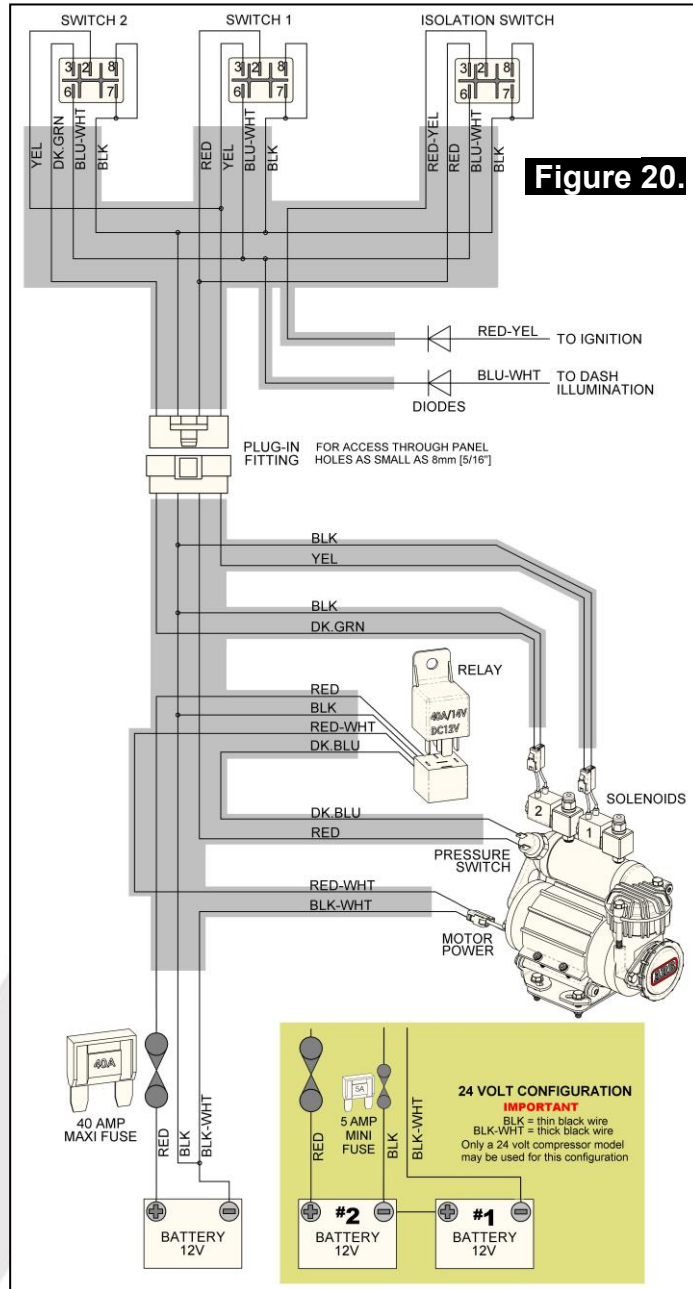 SWITCH 2
SWITCH 1
ISOLATION SWITCH
3 2 8
6 7
3 2 8
6 7
3 2 8
6 7
YEL
DK.GRN
BLU-WHT
BLK
RED
YEL
BLU-WHT
BLK
RED-YEL
RED
BLU-WHT
BLK
Figure 20.
RED-YEL
TO IGNITION
BLU-WHT
TO DASH
ILLUMINATION
DIODES
PLUG-IN
FITTING
FOR ACCESS THROUGH PANEL
HOLES AS SMALL AS 8mm [5/16"]
BLK
YEL
BLK
DK.GRN
RELAY
40A/14V
DC12V
RED
BLK
RED-WHT
DK.BLU
SOLENOIDS
2
1
DK.BLU
RED
PRESSURE
SWITCH
RED-WHT
BLK-WHT
MOTOR
POWER
ARB
40A
40 AMP
MAXI FUSE
RED
BLK
BLK-WHT
BATTERY
12V
5A
5 AMP
MINI
FUSE
RED
BLK
BLK-WHT
24 VOLT CONFIGURATION
IMPORTANT
BLK = thin black wire
BLK-WHT = thick black wire
Only a 24 volt compressor model
may be used for this configuration
#2
BATTERY
12V
#1
BATTERY
12V